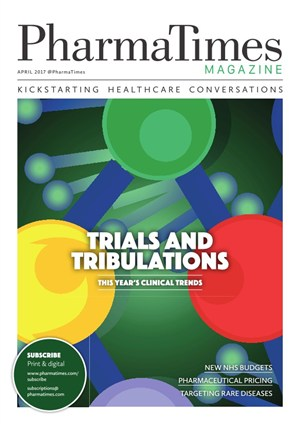 PharmaTimes
MAGAZINE
APRIL 2017 @PharmaTimes
KICKSTARTING HEALTHCARE CONVERSATIONS
TRIALS AND
TRIBULATIONS
THIS YEAR'S CLINICAL TRENDS
SUBSCRIBE
Print & digital
www.pharmatimes.com/
subscribe
subscriptions@
pharmatimes.com
NEW NHS BUDGETS
PHARMACEUTICAL PRICING
TARGETING RARE DISEASES